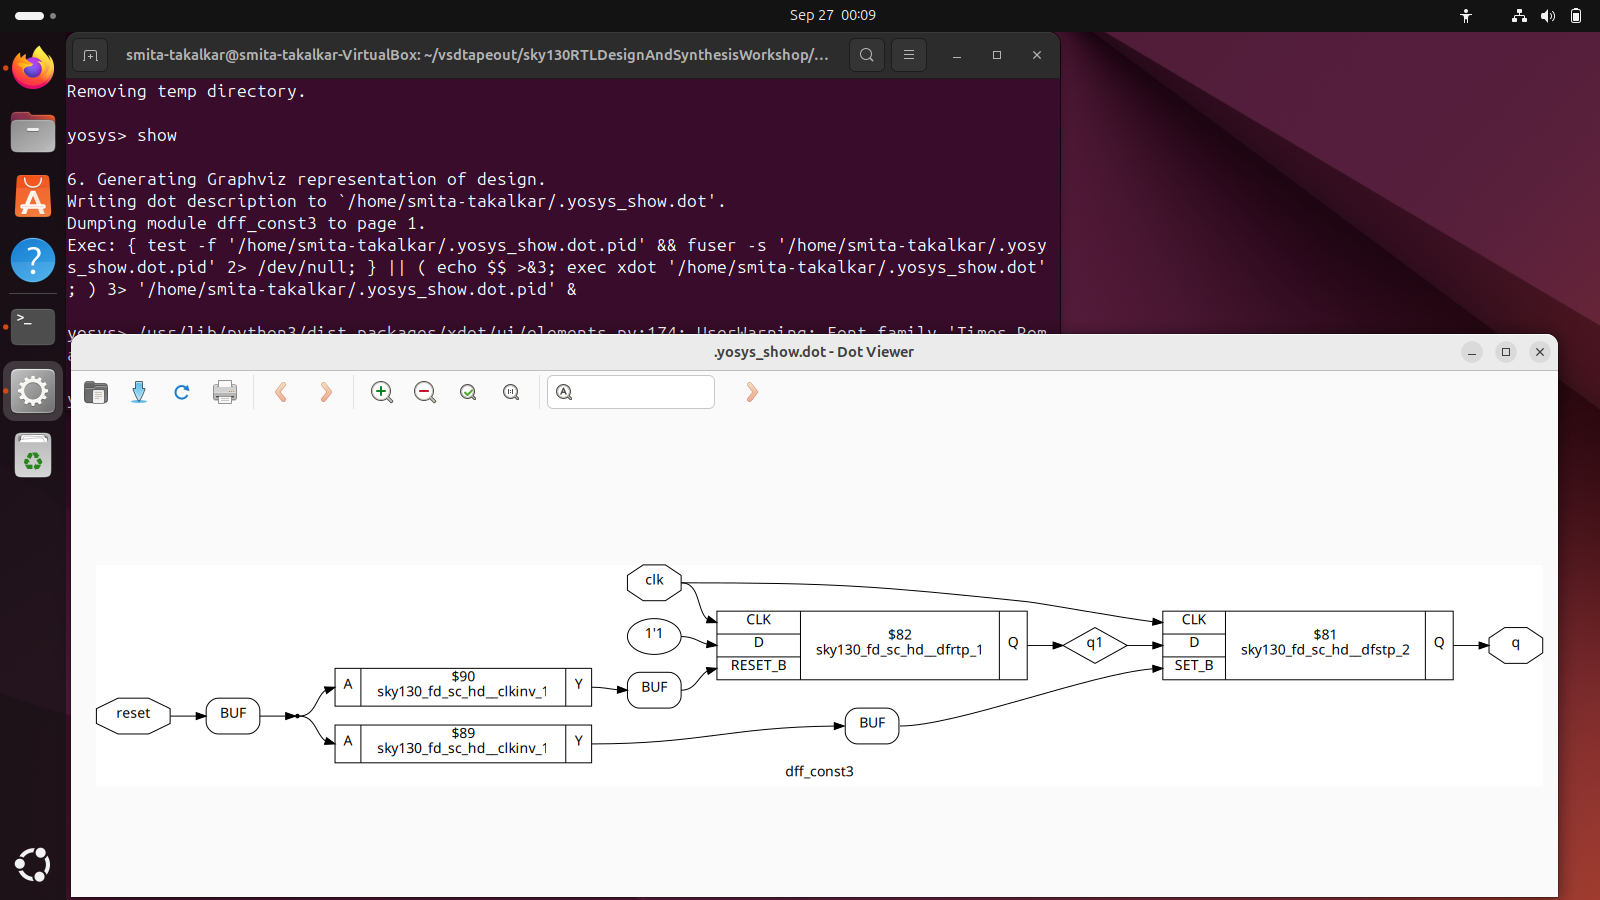 Sep 27 00:09
smita-takalkar@smita-takalkar-VirtualBox: ~/vsdtapeout/sky130RTLDesignAndSynthesisWorkshop/...
Removing temp directory.
yosys> show
6. Generating Graphviz representation of design.
Writing dot description to `/home/smita-takalkar/.yosys_show.dot'.
Dumping module dff_const3 to page 1.
Exec: { test -f '/home/smita-takalkar/.yosys_show.dot.pid' && fuser -s '/home/smita-takalkar/.yosy
s_show.dot.pid' 2> /dev/null; } || ( echo $$ >&3; exec xdot '/home/smita-takalkar/.yosys_show.dot'
; ) 3> '/home/smita-takalkar/.yosys_show.dot.pid' &
yosys> /usr/lib/python3/dist-packages/xdot/ui/elements.py:174: UserWarning: Font family 'Times Rom
.yosys_show.dot - Dot Viewer
clk
1'1
CLK
D
RESET_B
$82
sky130_fd_sc_hd__dfrtp_1
Q
q1
CLK
D
SET_B
$81
sky130_fd_sc_hd__dfstp_2
Q
q
reset
BUF
A
$90
sky130_fd_sc_hd__clkinv_1
Y
BUF
A
$89
sky130_fd_sc_hd__clkinv_1
Y
BUF
dff_const3